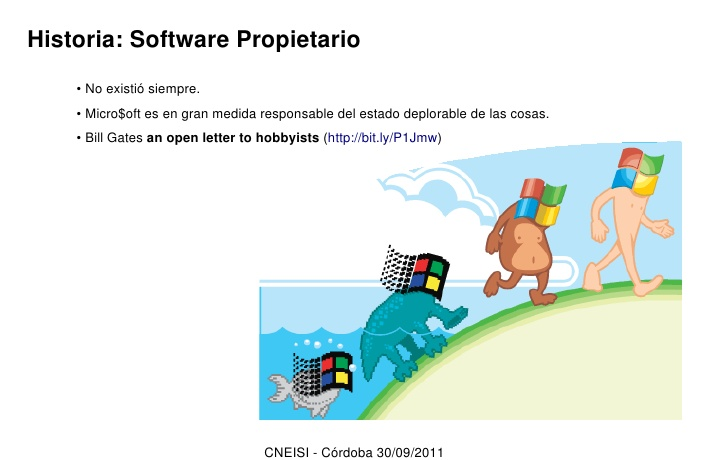 Historia: Software Propietario
• No existió siempre.
• Micro$oft es en gran medida responsable del estado deplorable de las cosas.
• Bill Gates an open letter to hobbyists (http://bit.ly/P1Jmw)
CNEISI - Córdoba 30/09/2011